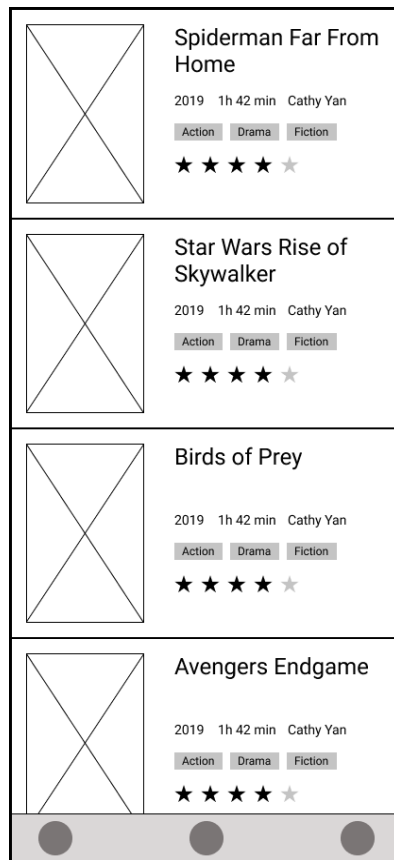 Spiderman Far From
Home
2019 1h 42 min Cathy Yan
Action Drama Fiction
Star Wars Rise of
Skywalker
2019 1h 42 min Cathy Yan
Action Drama Fiction
Birds of Prey
2019 1h 42 min Cathy Yan
Action Drama Fiction
Avengers Endgame
2019 1h 42 min Cathy Yan
Action Drama Fiction